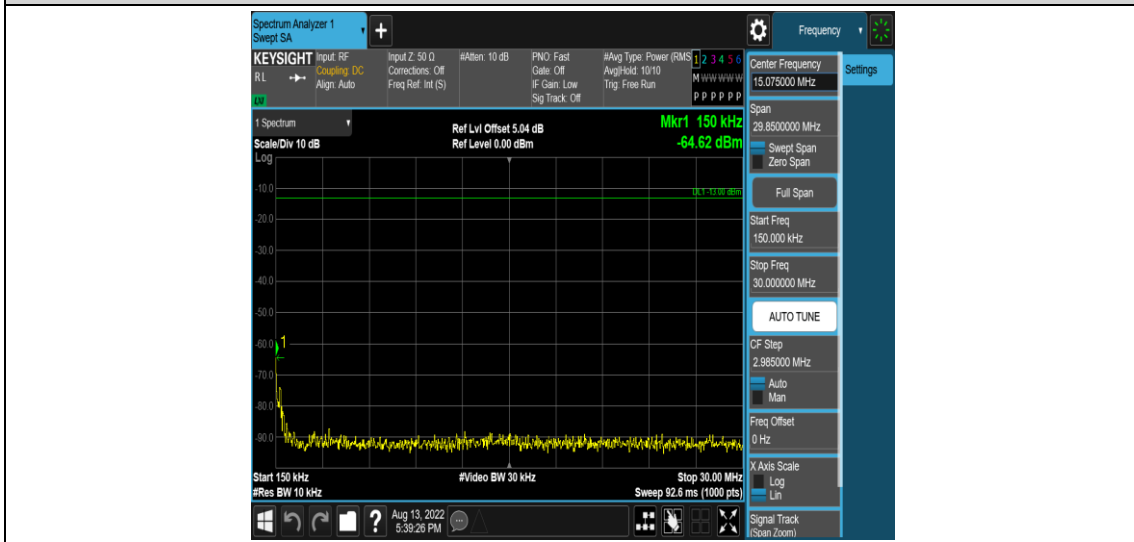 Spectrum Analyzer 1
Swept SA
+
Frequency
KEYSIGHT
RL
LXI
Input: RF
Coupling: DC
Align: Auto
Input Z: 50 Ω
Corrections: Off
Freq Ref: Int (S)
#Atten: 10 dB
PNO: Fast
Gate: Off
IF Gain: Low
Sig Track: Off
#Avg Type: Power (RMS
Avg|Hold: 10/10
Trig: Free Run
1 2 3 4 5 6
M W W W W W
P P P P P P
1 Spectrum
Scale/Div 10 dB
Log
Ref Lvl Offset 5.04 dB
Ref Level 0.00 dBm
Mkr1 150 kHz
-64.62 dBm
DL1 -13.00 dBm
-10.0
-20.0
-30.0
-40.0
-50.0
-60.0
1
-70.0
-80.0
-90.0
Start 150 kHz
#Res BW 10 kHz
#Video BW 30 kHz
Stop 30.00 MHz
Sweep 92.6 ms (1000 pts)
Center Frequency
15.075000 MHz
Settings
Span
29.8500000 MHz
Swept Span
Zero Span
Full Span
Start Freq
150.000 kHz
Stop Freq
30.000000 MHz
AUTO TUNE
CF Step
2.985000 MHz
Auto
Man
Freq Offset
0 Hz
X Axis Scale
Log
Lin
Signal Track
(Span Zoom)
?
Aug 13, 2022
5:39:26 PM